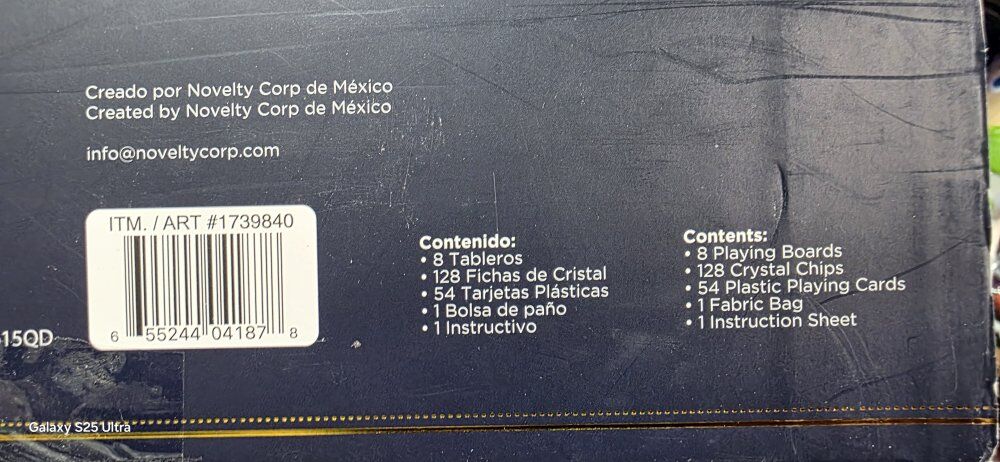 Creado por Novelty Corp de México
Created by Novelty Corp de México
info@noveltycorp.com
ITM. / ART #1739840
6 55244 04187 8
15QD
Contenido:
• 8 Tableros
• 128 Fichas de Cristal
• 54 Tarjetas Plásticas
• 1 Bolsa de paño
• 1 Instructivo
Contents:
• 8 Playing Boards
• 128 Crystal Chips
• 54 Plastic Playing Cards
• 1 Fabric Bag
• 1 Instruction Sheet
Galaxy S25 Ultra